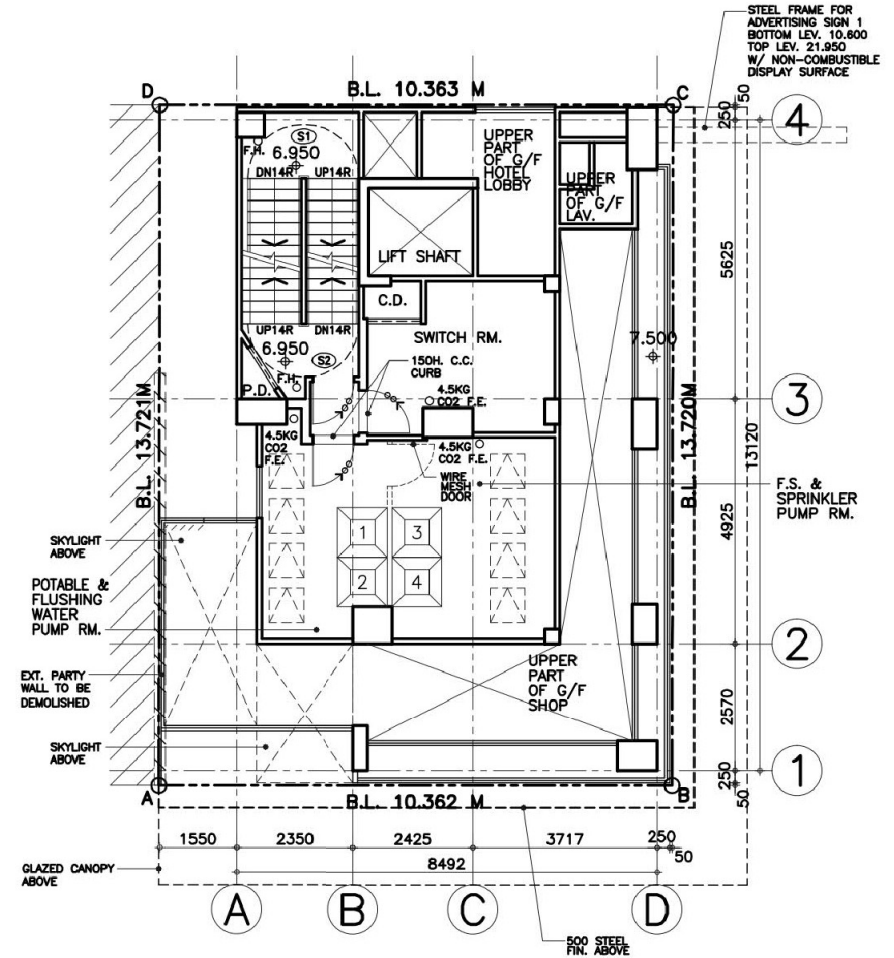 STEEL FRAME FOR
ADVERTISING SIGN 1
BOTTOM LEV. 10.600
TOP LEV. 21.950
W/ NON-COMBUSTIBLE
DISPLAY SURFACE
D
B.L. 10.363 M
C
50
250
4
S1
F.H.
6.950
DN14R
UP14R
UPPER
PART
OF G/F
HOTEL
LOBBY
UPPER
PART
OF G/F
LAV.
LIFT SHAFT
5625
C.D.
SWITCH RM.
UP14R
DN14R
6.950
S2
7.500
150H. C.C.
CURB
P.D.
F.H.
4.5KG
CO2 F.E.
3
B.L. 13.721M
B.L. 13.720M
13120
4.5KG
CO2
F.E.
4.5KG
CO2 F.E.
WIRE
MESH
DOOR
F.S. &
SPRINKLER
PUMP RM.
4925
1
3
2
4
SKYLIGHT
ABOVE
POTABLE &
FLUSHING
WATER
PUMP RM.
2
UPPER
PART
OF G/F
SHOP
EXT. PARTY
WALL TO BE
DEMOLISHED
2570
SKYLIGHT
ABOVE
1
250
50
A
B.L. 10.362 M
B
1550
2350
2425
3717
250
50
8492
GLAZED CANOPY
ABOVE
A
B
C
D
500 STEEL
FIN. ABOVE